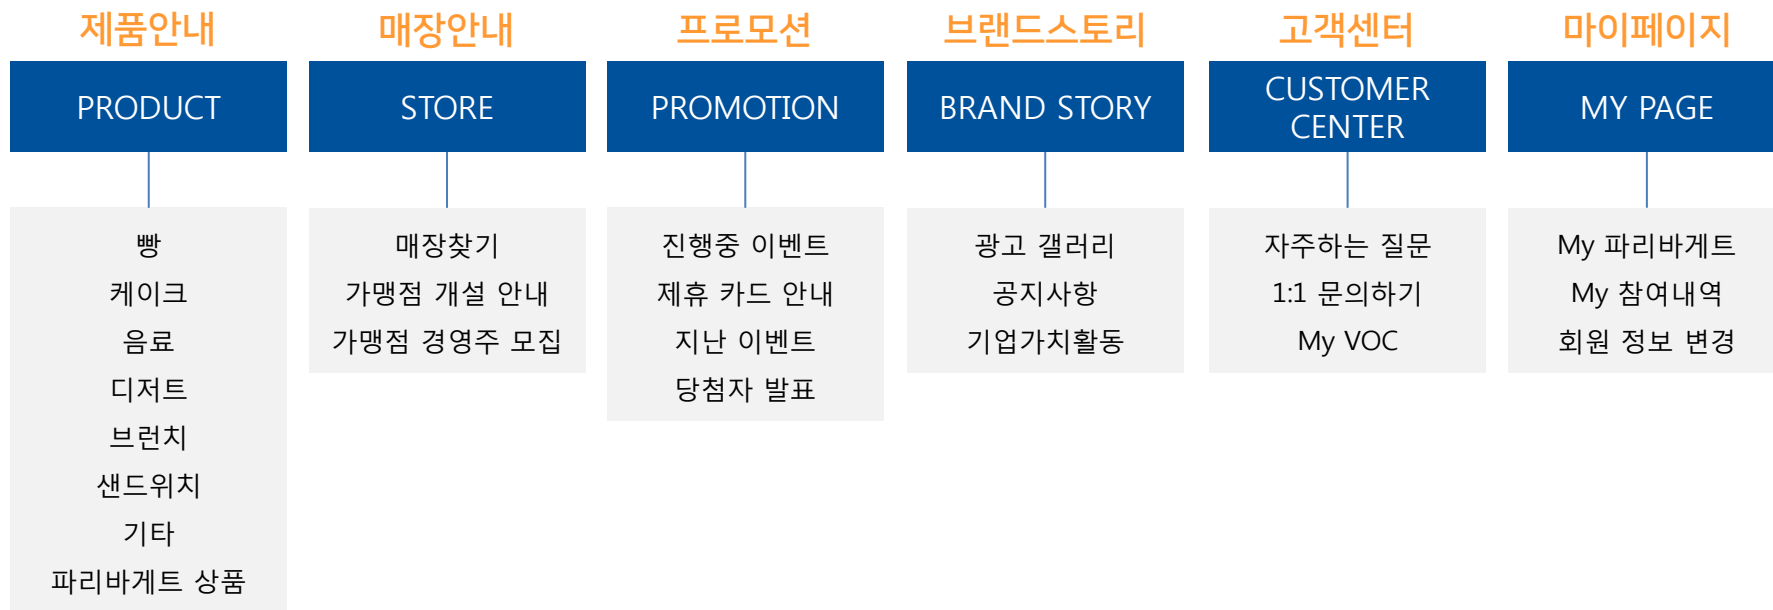 제품안내
PRODUCT
빵
케이크
음료
디저트
브런치
샌드위치
기타
파리바게트 상품
매장안내
STORE
매장찾기
가맹점 개설 안내
가맹점 경영주 모집
프로모션
PROMOTION
진행중 이벤트
제휴 카드 안내
지난 이벤트
당첨자 발표
브랜드스토리
BRAND STORY
광고 갤러리
공지사항
기업가치활동
고객센터
CUSTOMER
CENTER
자주하는 질문
1:1 문의하기
My VOC
마이페이지
MY PAGE
My 파리바게트
My 참여내역
회원 정보 변경